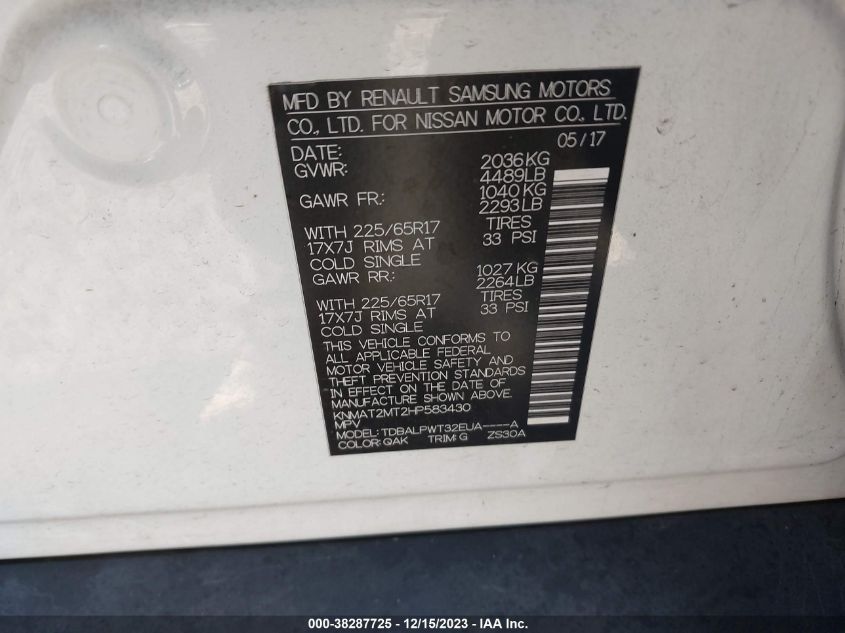 MFD BY RENAULT SAMSUNG MOTORS
CO., LTD. FOR NISSAN MOTOR CO., LTD.
DATE: 05/17
GVWR: 2036KG
4489LB
GAWR FR.: 1040KG
2293LB
WITH 225/65R17 TIRES
17X7J RIMS AT 33 PSI
COLD SINGLE
GAWR RR.: 1027KG
2264LB
WITH 225/65R17 TIRES
17X7J RIMS AT 33 PSI
COLD SINGLE
THIS VEHICLE CONFORMS TO
ALL APPLICABLE FEDERAL
MOTOR VEHICLE SAFETY AND
THEFT PREVENTION STANDARDS
IN EFFECT ON THE DATE OF
MANUFACTURE SHOWN ABOVE.
KNMAT2MT2HP583430
MPV
MODEL: TDBALPWT32EUA----A
COLOR: QAK TRIM: G ZS30A
000-38287725 - 12/15/2023 - IAA Inc.